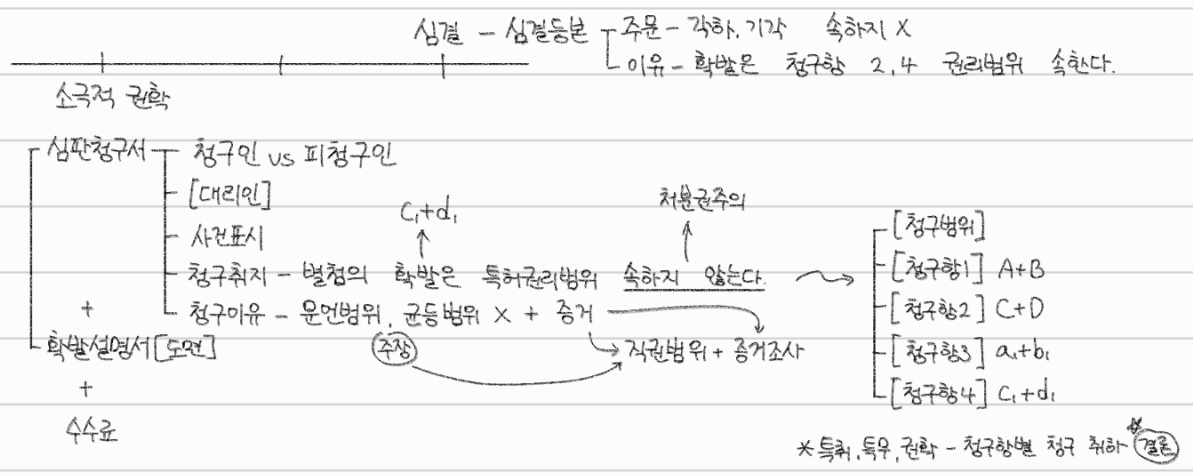 심결 - 심결등본 - 주문 - 각하, 기각 속하지 X
이유 - 확발은 청구항 2, 4 권리범위 속한다.
소극적 권확
심판청구서 - 청구인 vs 피청구인
[대리인]
사건표시
C₁+d₁
처분권주의
청구취지 - 별첨의 확발은 특허권리범위 속하지 않는다.
청구이유 - 문언범위, 균등범위 X + 증거
주장
직권범위 + 증거조사
+
확발설명서 [도면]
+
수수료
[청구범위]
[청구항1] A+B
[청구항2] C+D
[청구항3] a₁+b₁
[청구항4] C₁+d₁
*특취, 특무, 권확 - 청구항별 청구 취하 결론